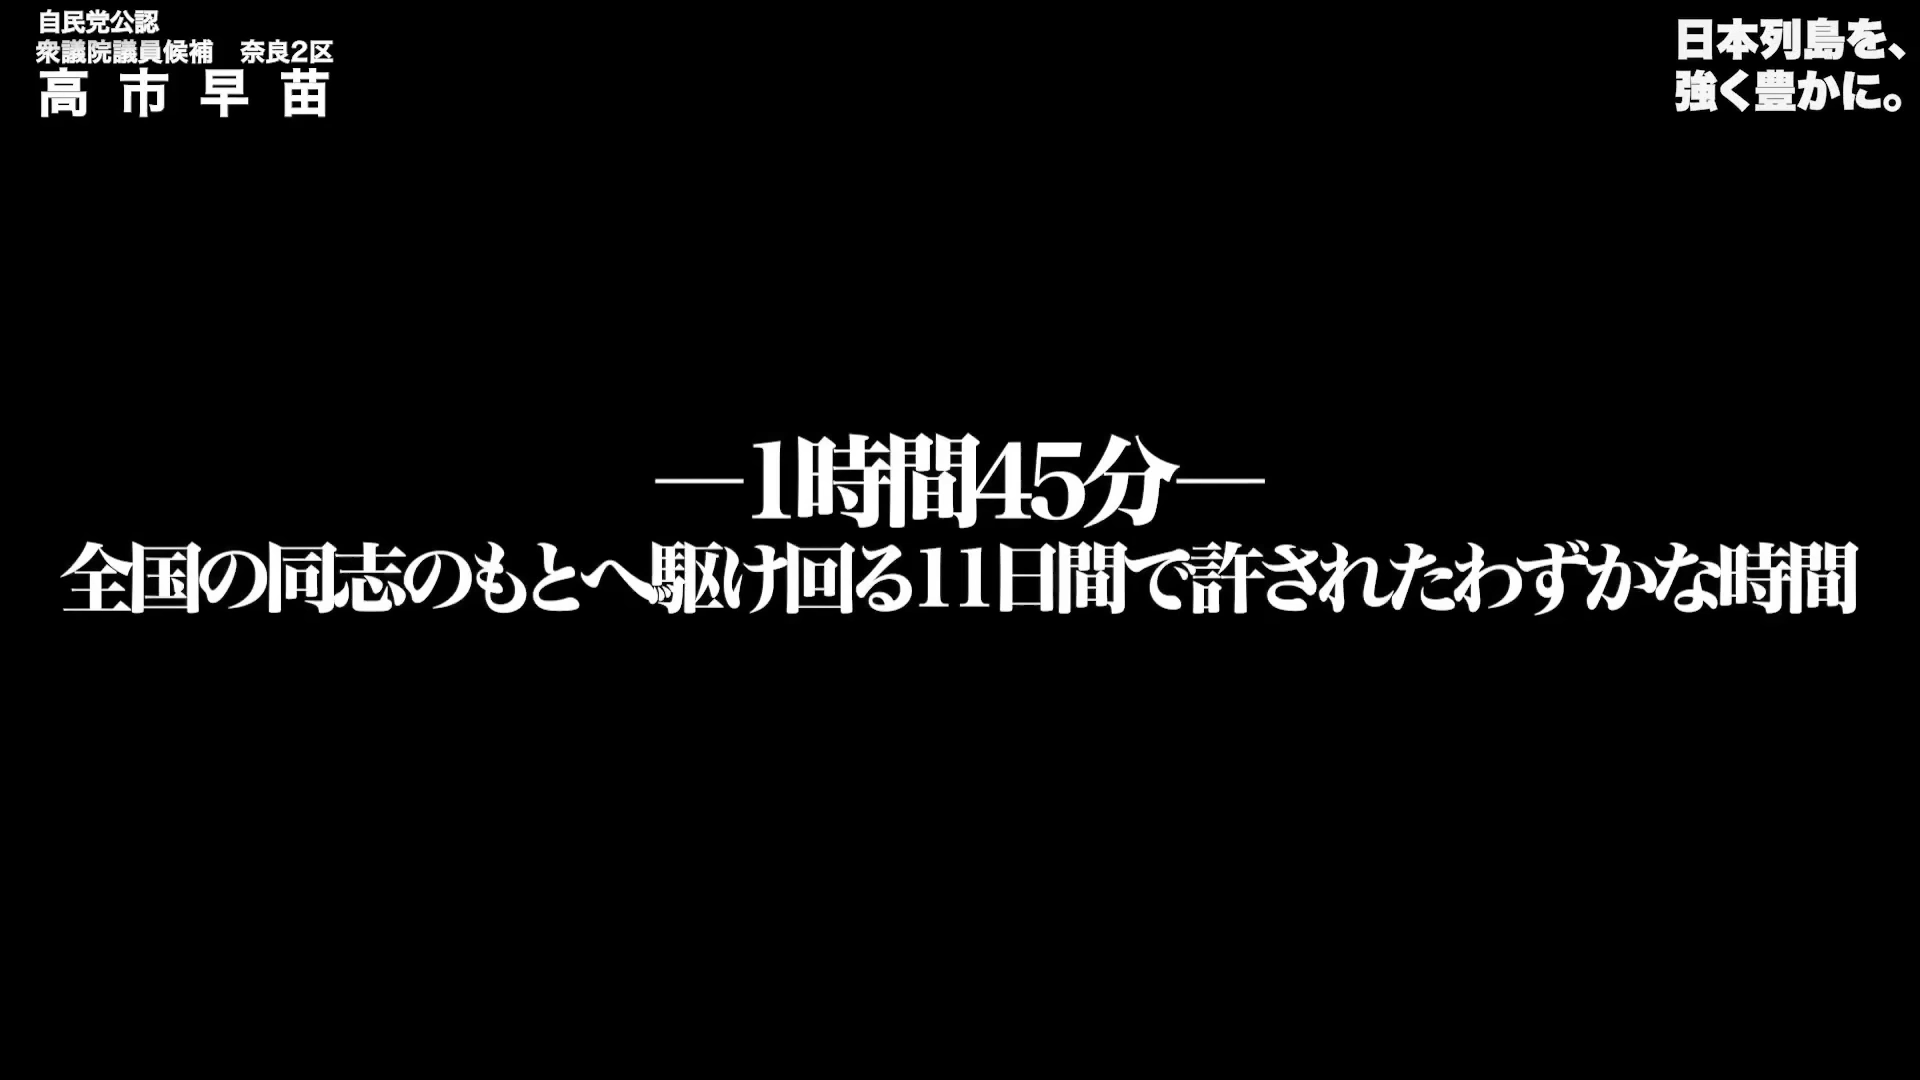 自民党公認
衆議院議員候補　奈良2区
高市早苗
日本列島を、
強く豊かに。
―1時間45分―
全国の同志のもとへ駆け回る11日間で許されたわずかな時間